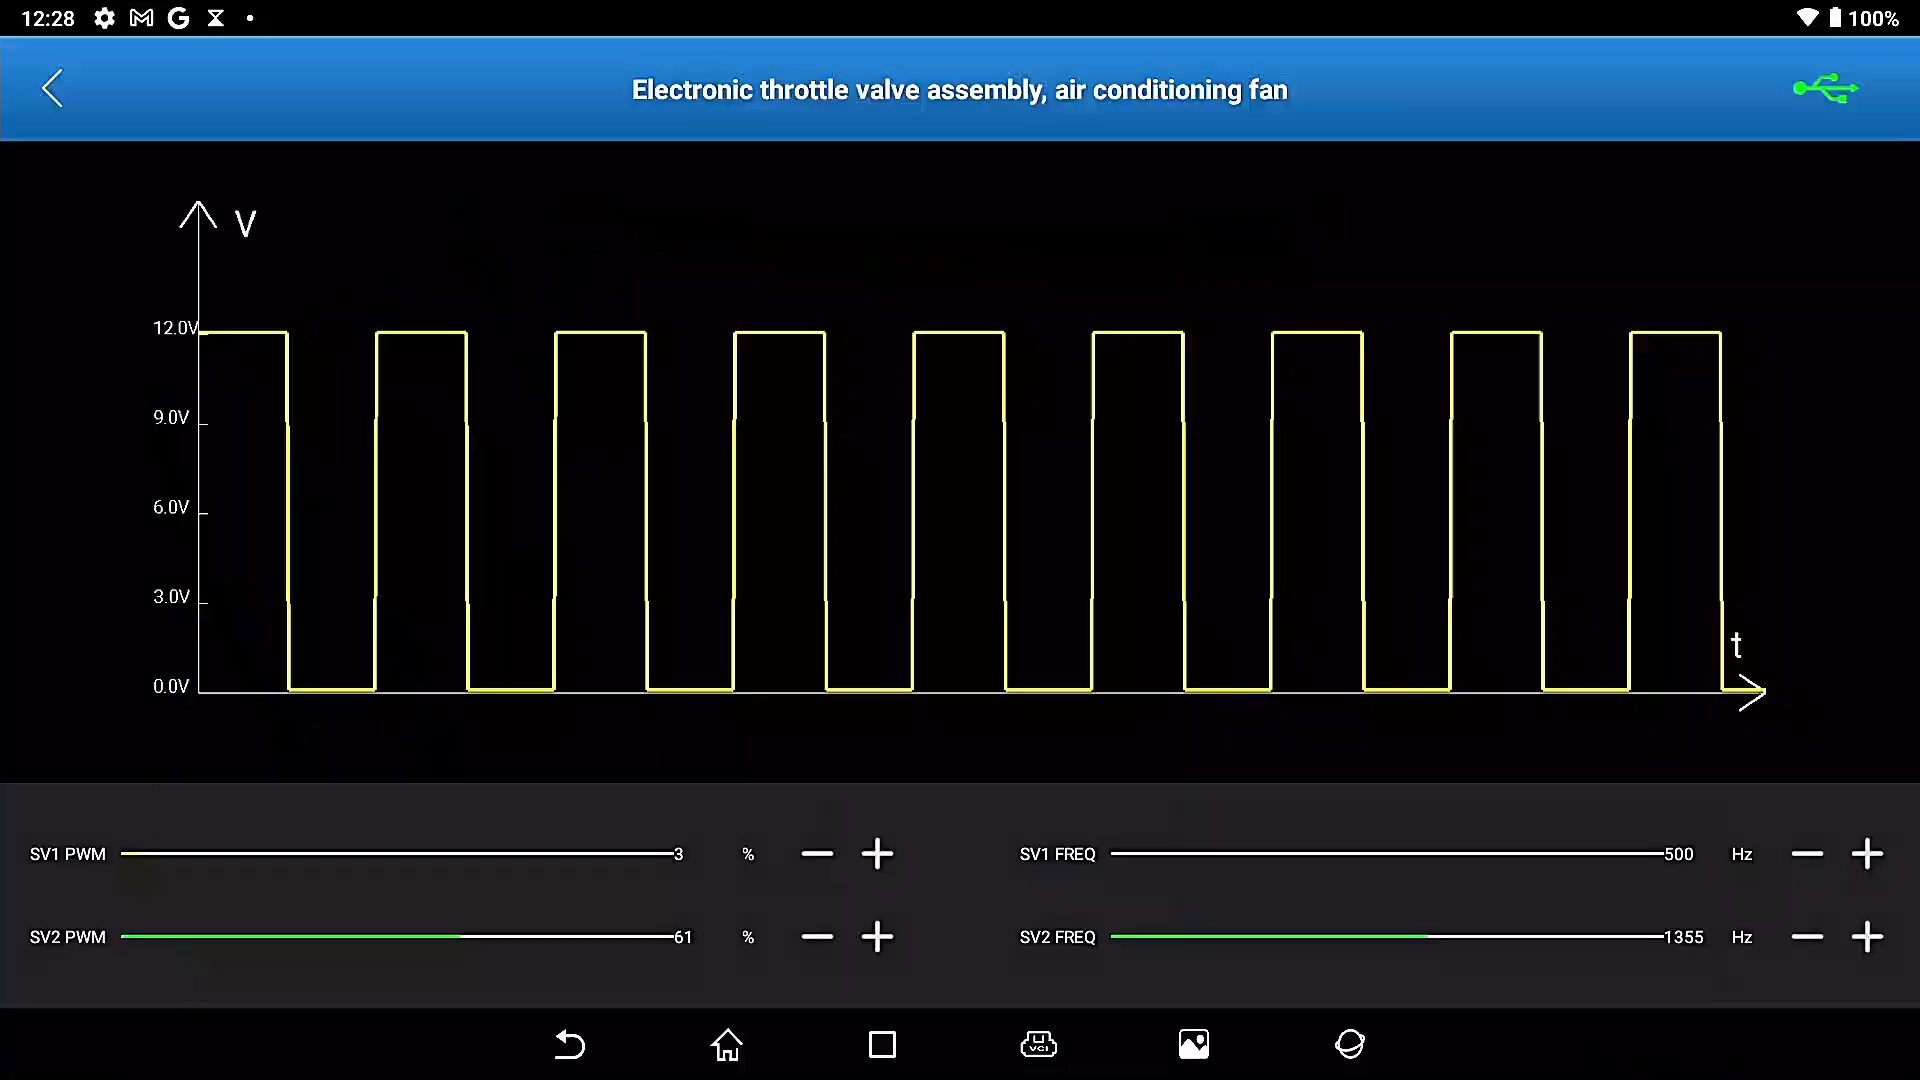 12:28 100%
Electronic throttle valve assembly, air conditioning fan
V
12.0V
9.0V
6.0V
3.0V
t
0.0V
SV1 PWM 3 % SV1 FREQ 500 Hz
SV2 PWM 61 % SV2 FREQ 1355 Hz
VCI